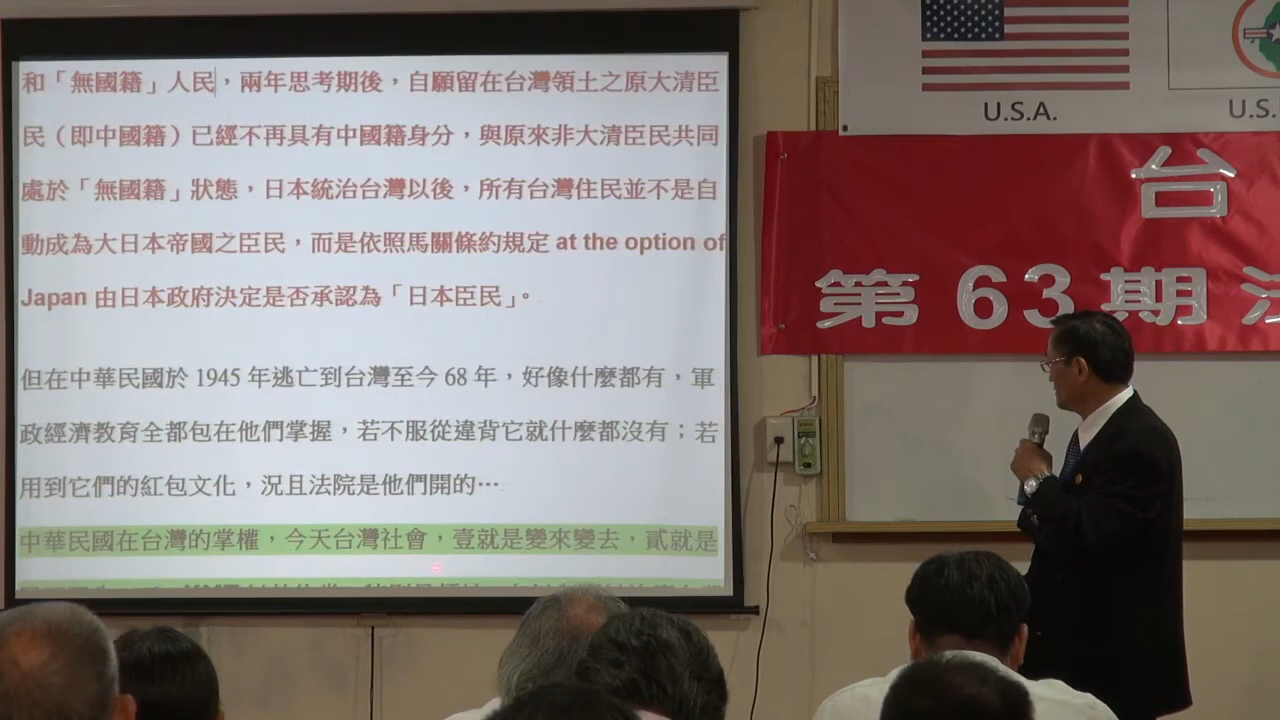 和「無國籍」人民，兩年思考期後，自願留在台灣領土之原大清臣
民（即中國籍）已經不再具有中國籍身分，與原來非大清臣民共同
處於「無國籍」狀態，日本統治台灣以後，所有台灣住民並不是自
動成為大日本帝國之臣民，而是依照馬關條約規定 at the option of
Japan 由日本政府決定是否承認為「日本臣民」。
但在中華民國於 1945 年逃亡到台灣至今 68 年，好像什麼都有，軍
政經濟教育全都包在他們掌握，若不服從違背它就什麼都沒有；若
用到它們的紅包文化，況且法院是他們開的…
中華民國在台灣的掌權，今天台灣社會，壹就是變來變去，貳就是
U.S.A.
U.S.
台
第63期